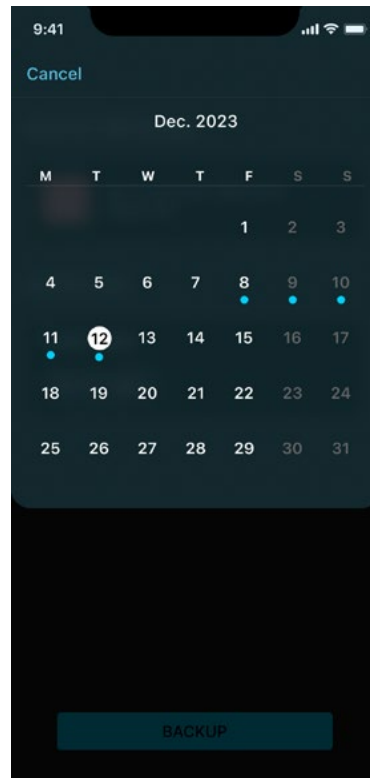 9:41
Cancel
Dec. 2023
M T W T F S S
1 2 3
4 5 6 7 8 9 10
11 12 13 14 15 16 17
18 19 20 21 22 23 24
25 26 27 28 29 30 31
BACKUP